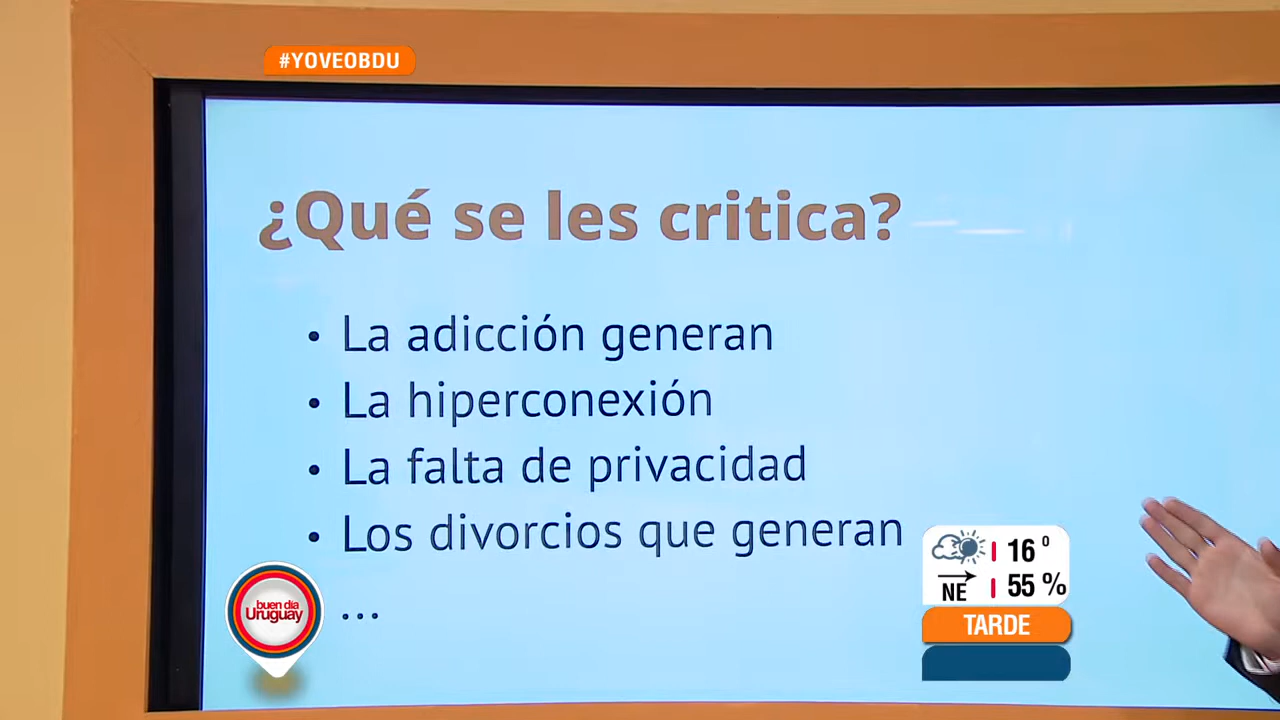 #YOVEOBDU
¿Qué se les critica?
• La adicción generan
• La hiperconexión
• La falta de privacidad
• Los divorcios que generan
...
buen día
Uruguay
16 º
NE 55 %
TARDE